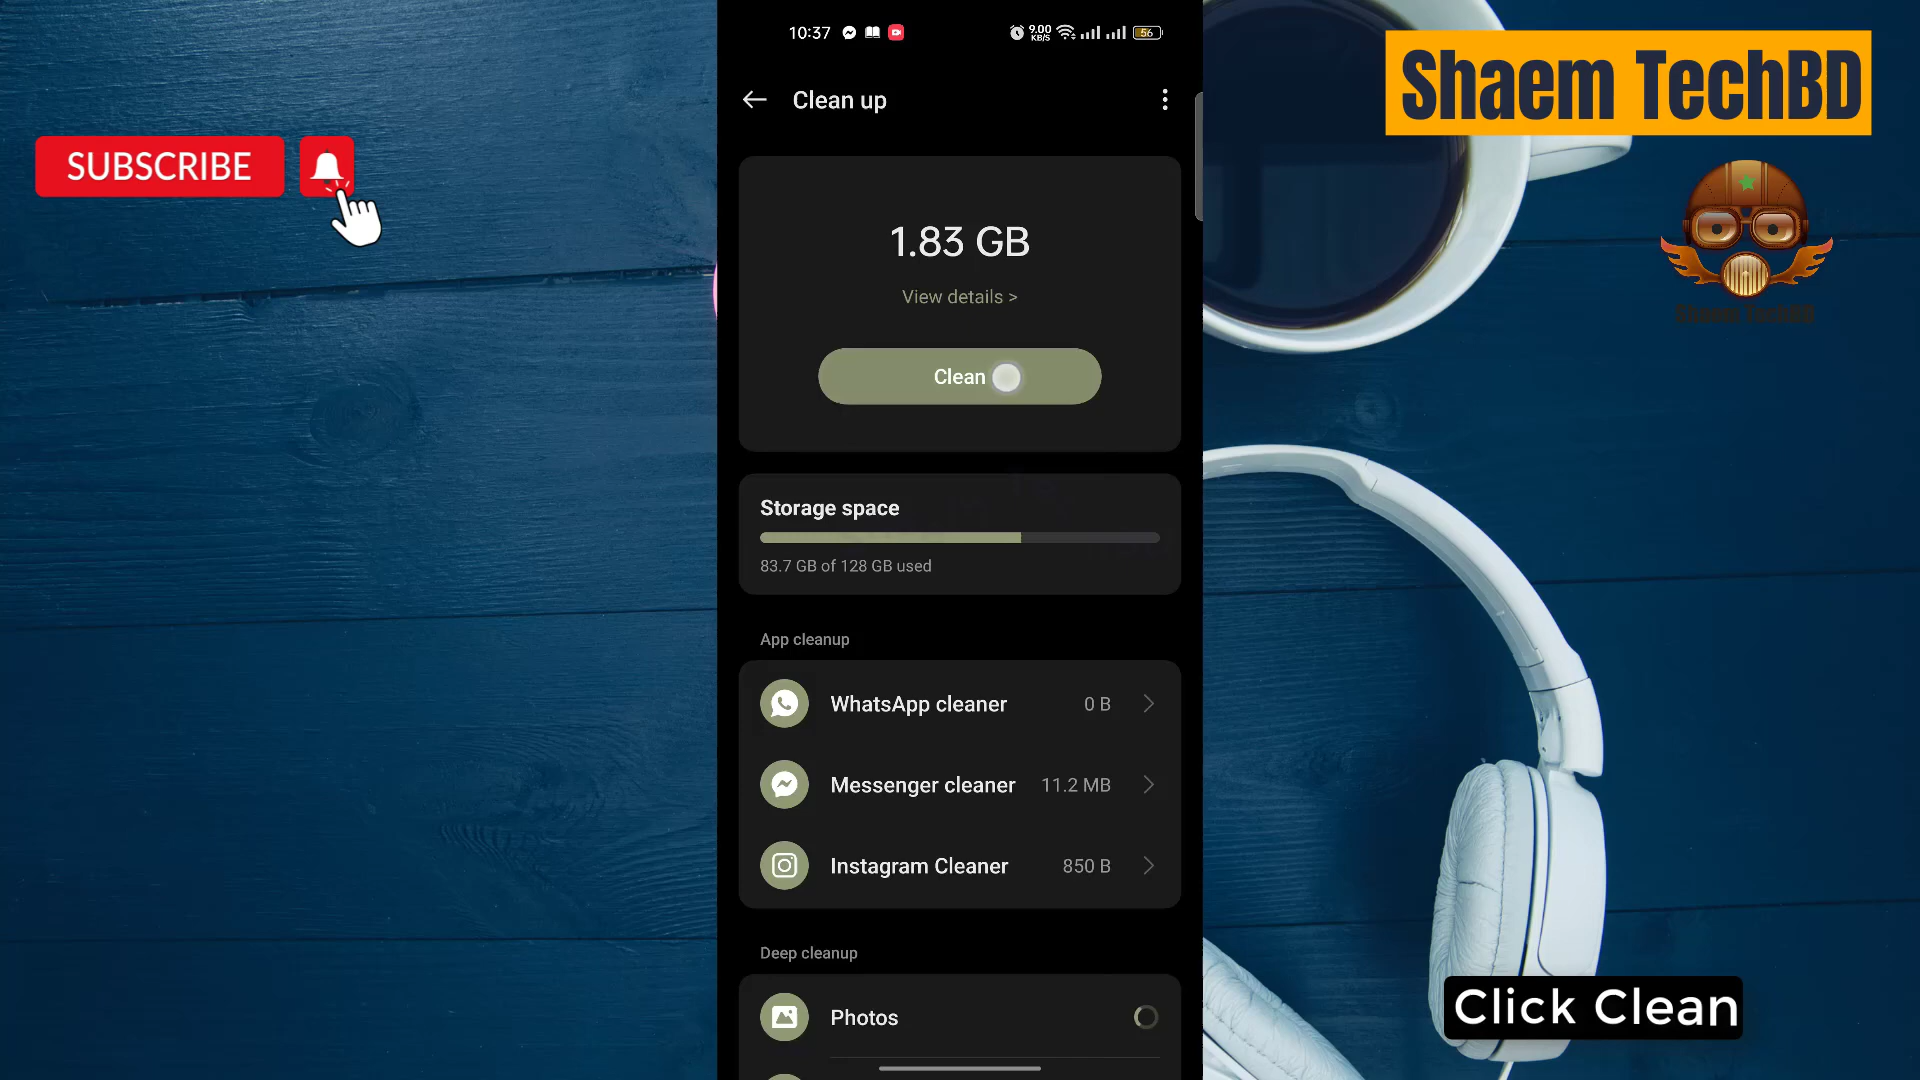 10:37
9.00
KB/S
56
Clean up
Shaem TechBD
SUBSCRIBE
Shaem TechBD
1.83 GB
View details >
Clean
Storage space
83.7 GB of 128 GB used
App cleanup
WhatsApp cleaner 0 B
Messenger cleaner 11.2 MB
Instagram Cleaner 850 B
Deep cleanup
Photos
Click Clean